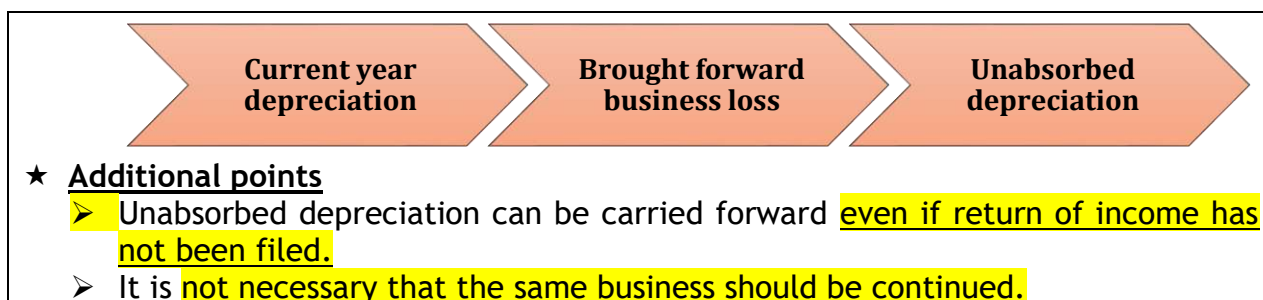 Current year
depreciation
Brought forward
business loss
Unabsorbed
depreciation
★ Additional points
➢ Unabsorbed depreciation can be carried forward even if return of income has
not been filed.
➢ It is not necessary that the same business should be continued.